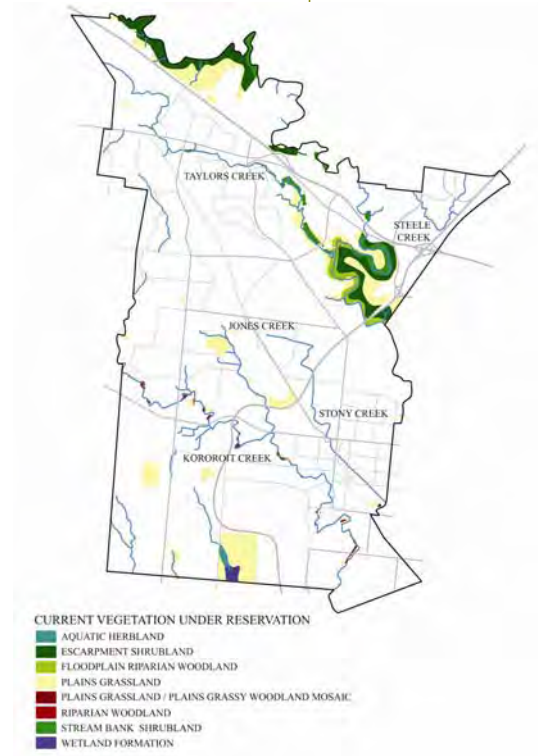 TAYLORS CREEK
STEELE
CREEK
JONES CREEK
STONY CREEK
KOROROIT CREEK
CURRENT VEGETATION UNDER RESERVATION
AQUATIC HERBLAND
ESCARPMENT SHRUBLAND
FLOODPLAIN RIPARIAN WOODLAND
PLAINS GRASSLAND
PLAINS GRASSLAND / PLAINS GRASSY WOODLAND MOSAIC
RIPARIAN WOODLAND
STREAM BANK SHRUBLAND
WETLAND FORMATION